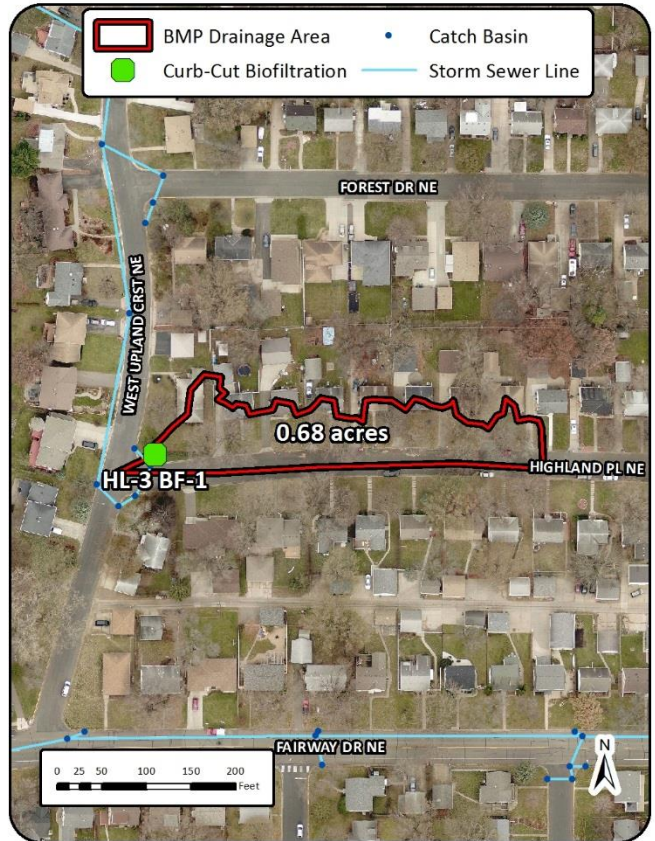 BMP Drainage Area
Catch Basin
Curb-Cut Biofiltration
Storm Sewer Line
FOREST DR NE
WEST UPLAND CRST NE
0.68 acres
HL-3 BF-1
HIGHLAND PL NE
FAIRWAY DR NE
0 25 50 100 150 200
Feet
N